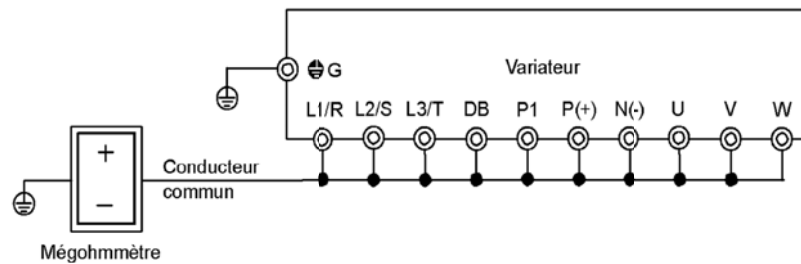 G
Variateur
L1/R L2/S L3/T DB P1 P(+) N(-) U V W
+
Conducteur
commun
–
Mégohmmètre